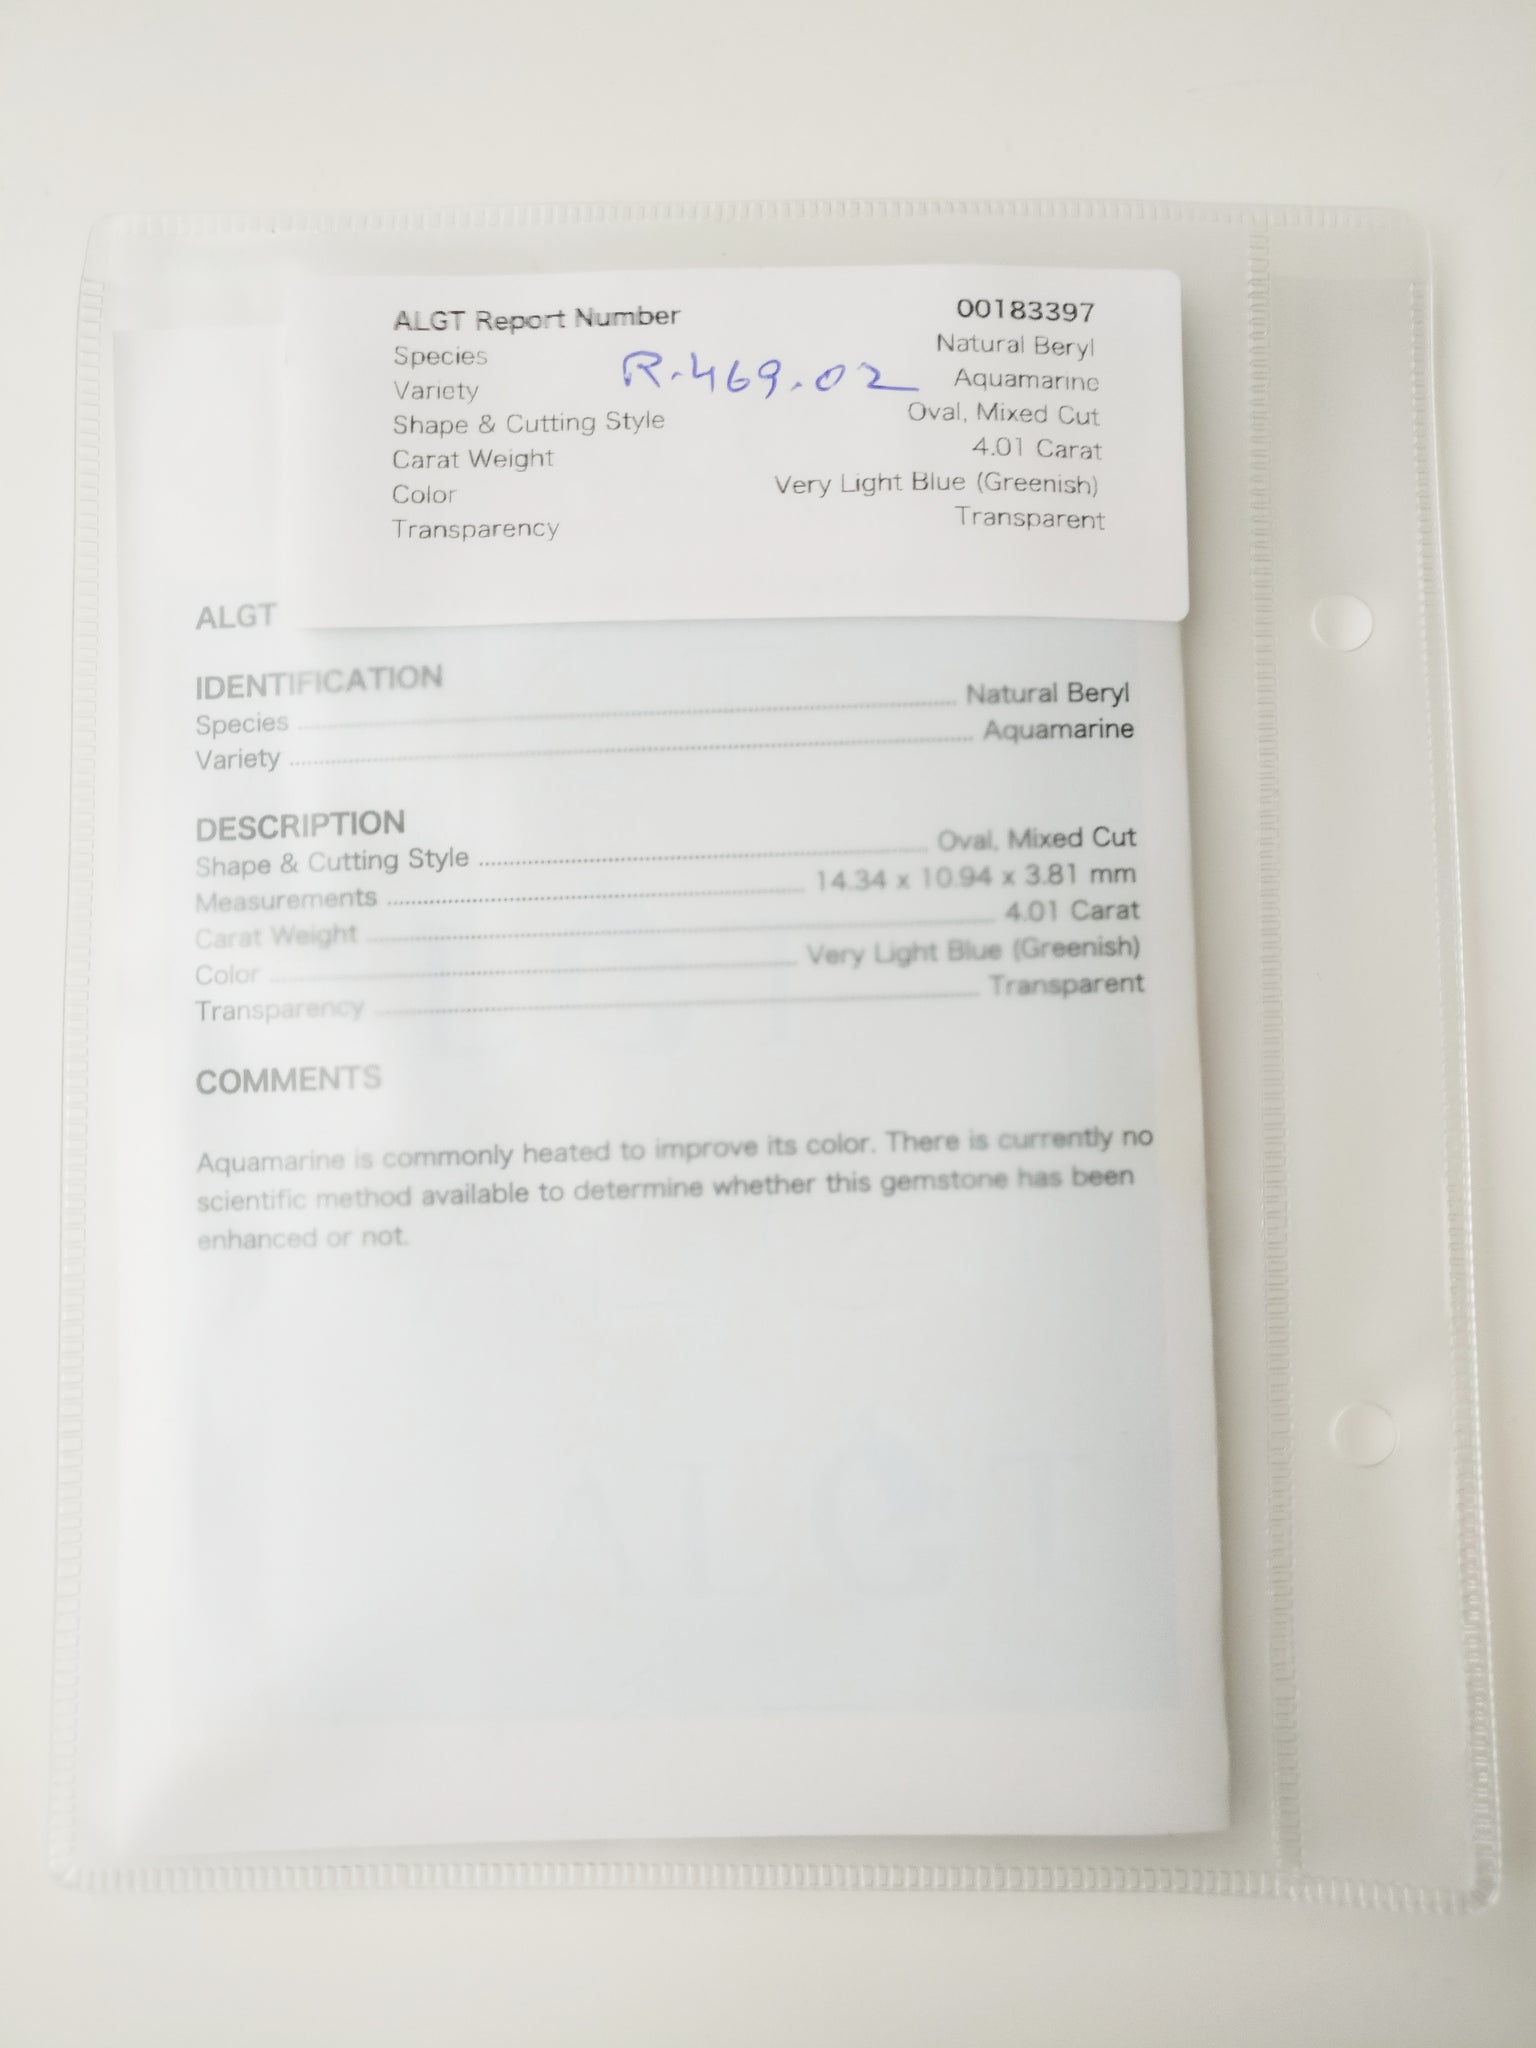 ALGT Report Number 00183397
Species Natural Beryl
R.469.02
Variety Aquamarine
Shape & Cutting Style Oval, Mixed Cut
Carat Weight 4.01 Carat
Color Very Light Blue (Greenish)
Transparency Transparent
ALGT
IDENTIFICATION
Species Natural Beryl
Variety Aquamarine
DESCRIPTION
Shape & Cutting Style Oval, Mixed Cut
Measurements 14.34 x 10.94 x 3.81 mm
Carat Weight 4.01 Carat
Color Very Light Blue (Greenish)
Transparency Transparent
COMMENTS
Aquamarine is commonly heated to improve its color. There is currently no
scientific method available to determine whether this gemstone has been
enhanced or not.
ALGT